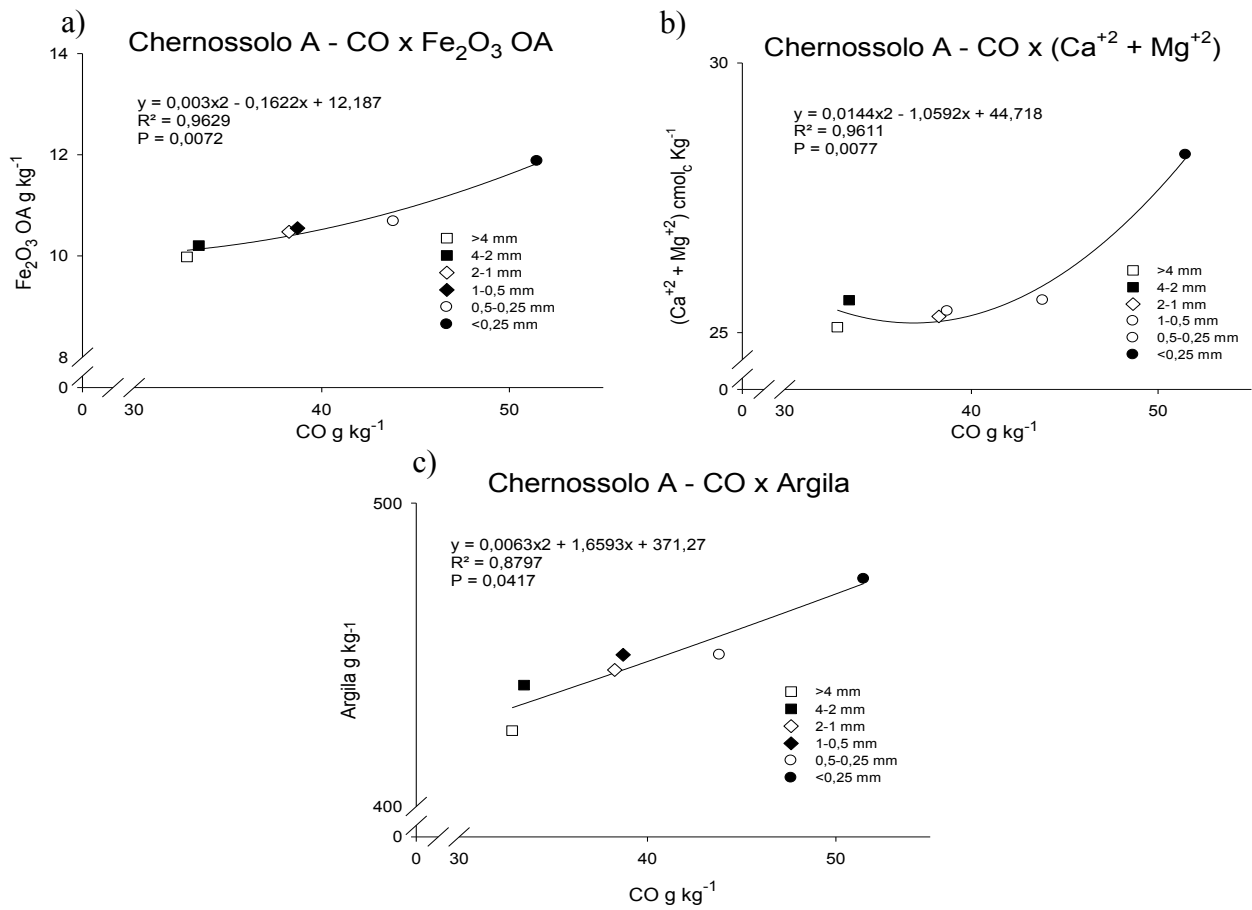 a)
Chernossolo A - CO x Fe₂O₃ OA
14
12
10
8
0
Fe₂O₃ OA g kg⁻¹
y = 0,003x2 - 0,1622x + 12,187
R² = 0,9629
P = 0,0072
>4 mm
4-2 mm
2-1 mm
1-0,5 mm
0,5-0,25 mm
<0,25 mm
0 30 40 50
CO g kg⁻¹
b)
Chernossolo A - CO x (Ca⁺² + Mg⁺²)
30
25
0
(Ca⁺² + Mg⁺²) cmol_c Kg⁻¹
y = 0,0144x2 - 1,0592x + 44,718
R² = 0,9611
P = 0,0077
>4 mm
4-2 mm
2-1 mm
1-0,5 mm
0,5-0,25 mm
<0,25 mm
0 30 40 50
CO g kg⁻¹
c)
Chernossolo A - CO x Argila
500
400
0
Argila g kg-1
y = 0,0063x2 + 1,6593x + 371,27
R² = 0,8797
P = 0,0417
>4 mm
4-2 mm
2-1 mm
1-0,5 mm
0,5-0,25 mm
<0,25 mm
0 30 40 50
CO g kg⁻¹